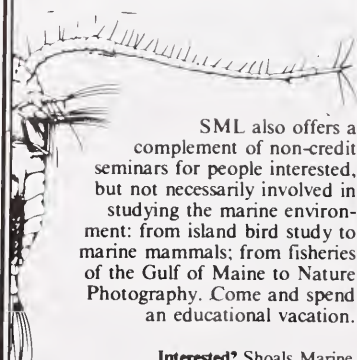 SML also offers a
complement of non-credit
seminars for people interested,
but not necessarily involved in
studying the marine environ-
ment: from island bird study to
marine mammals; from fisheries
of the Gulf of Maine to Nature
Photography. Come and spend
an educational vacation.
Interested? Shoals Marine